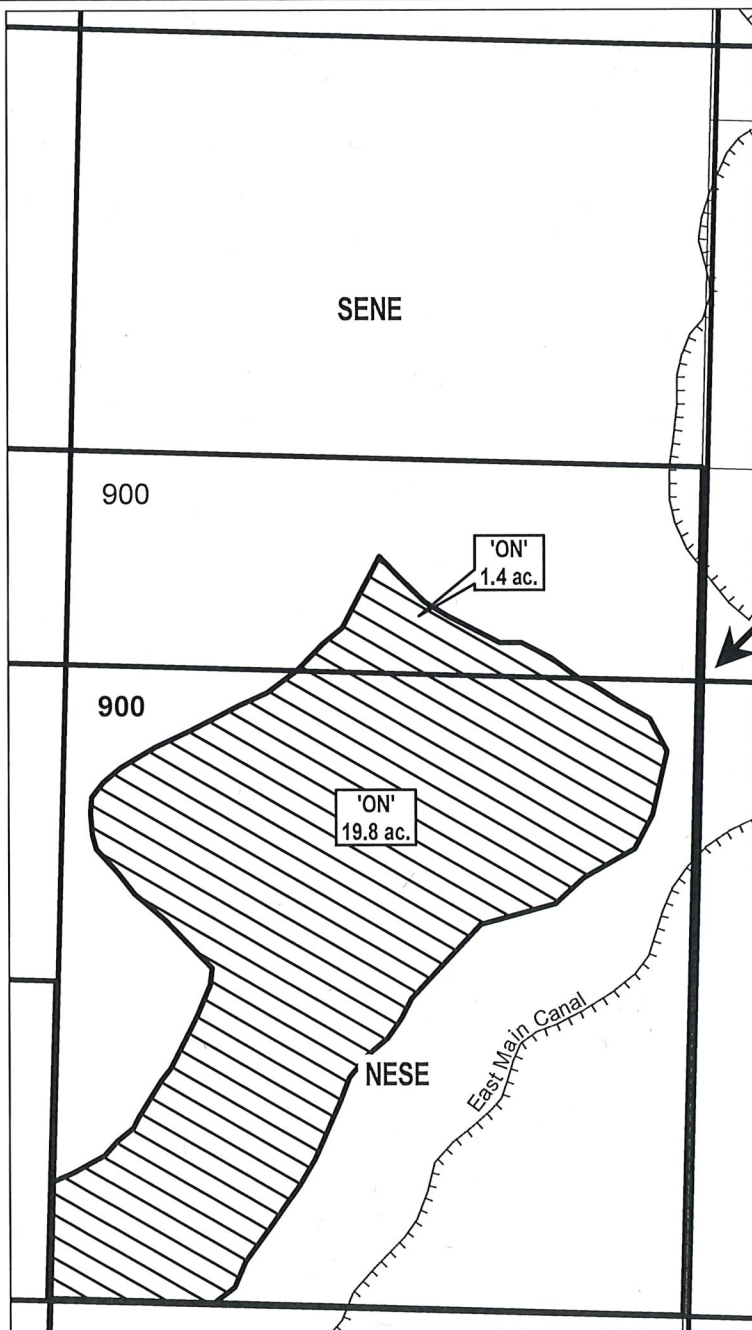 SENE
900
'ON'
1.4 ac.
900
'ON'
19.8 ac.
East Main Canal
NESE